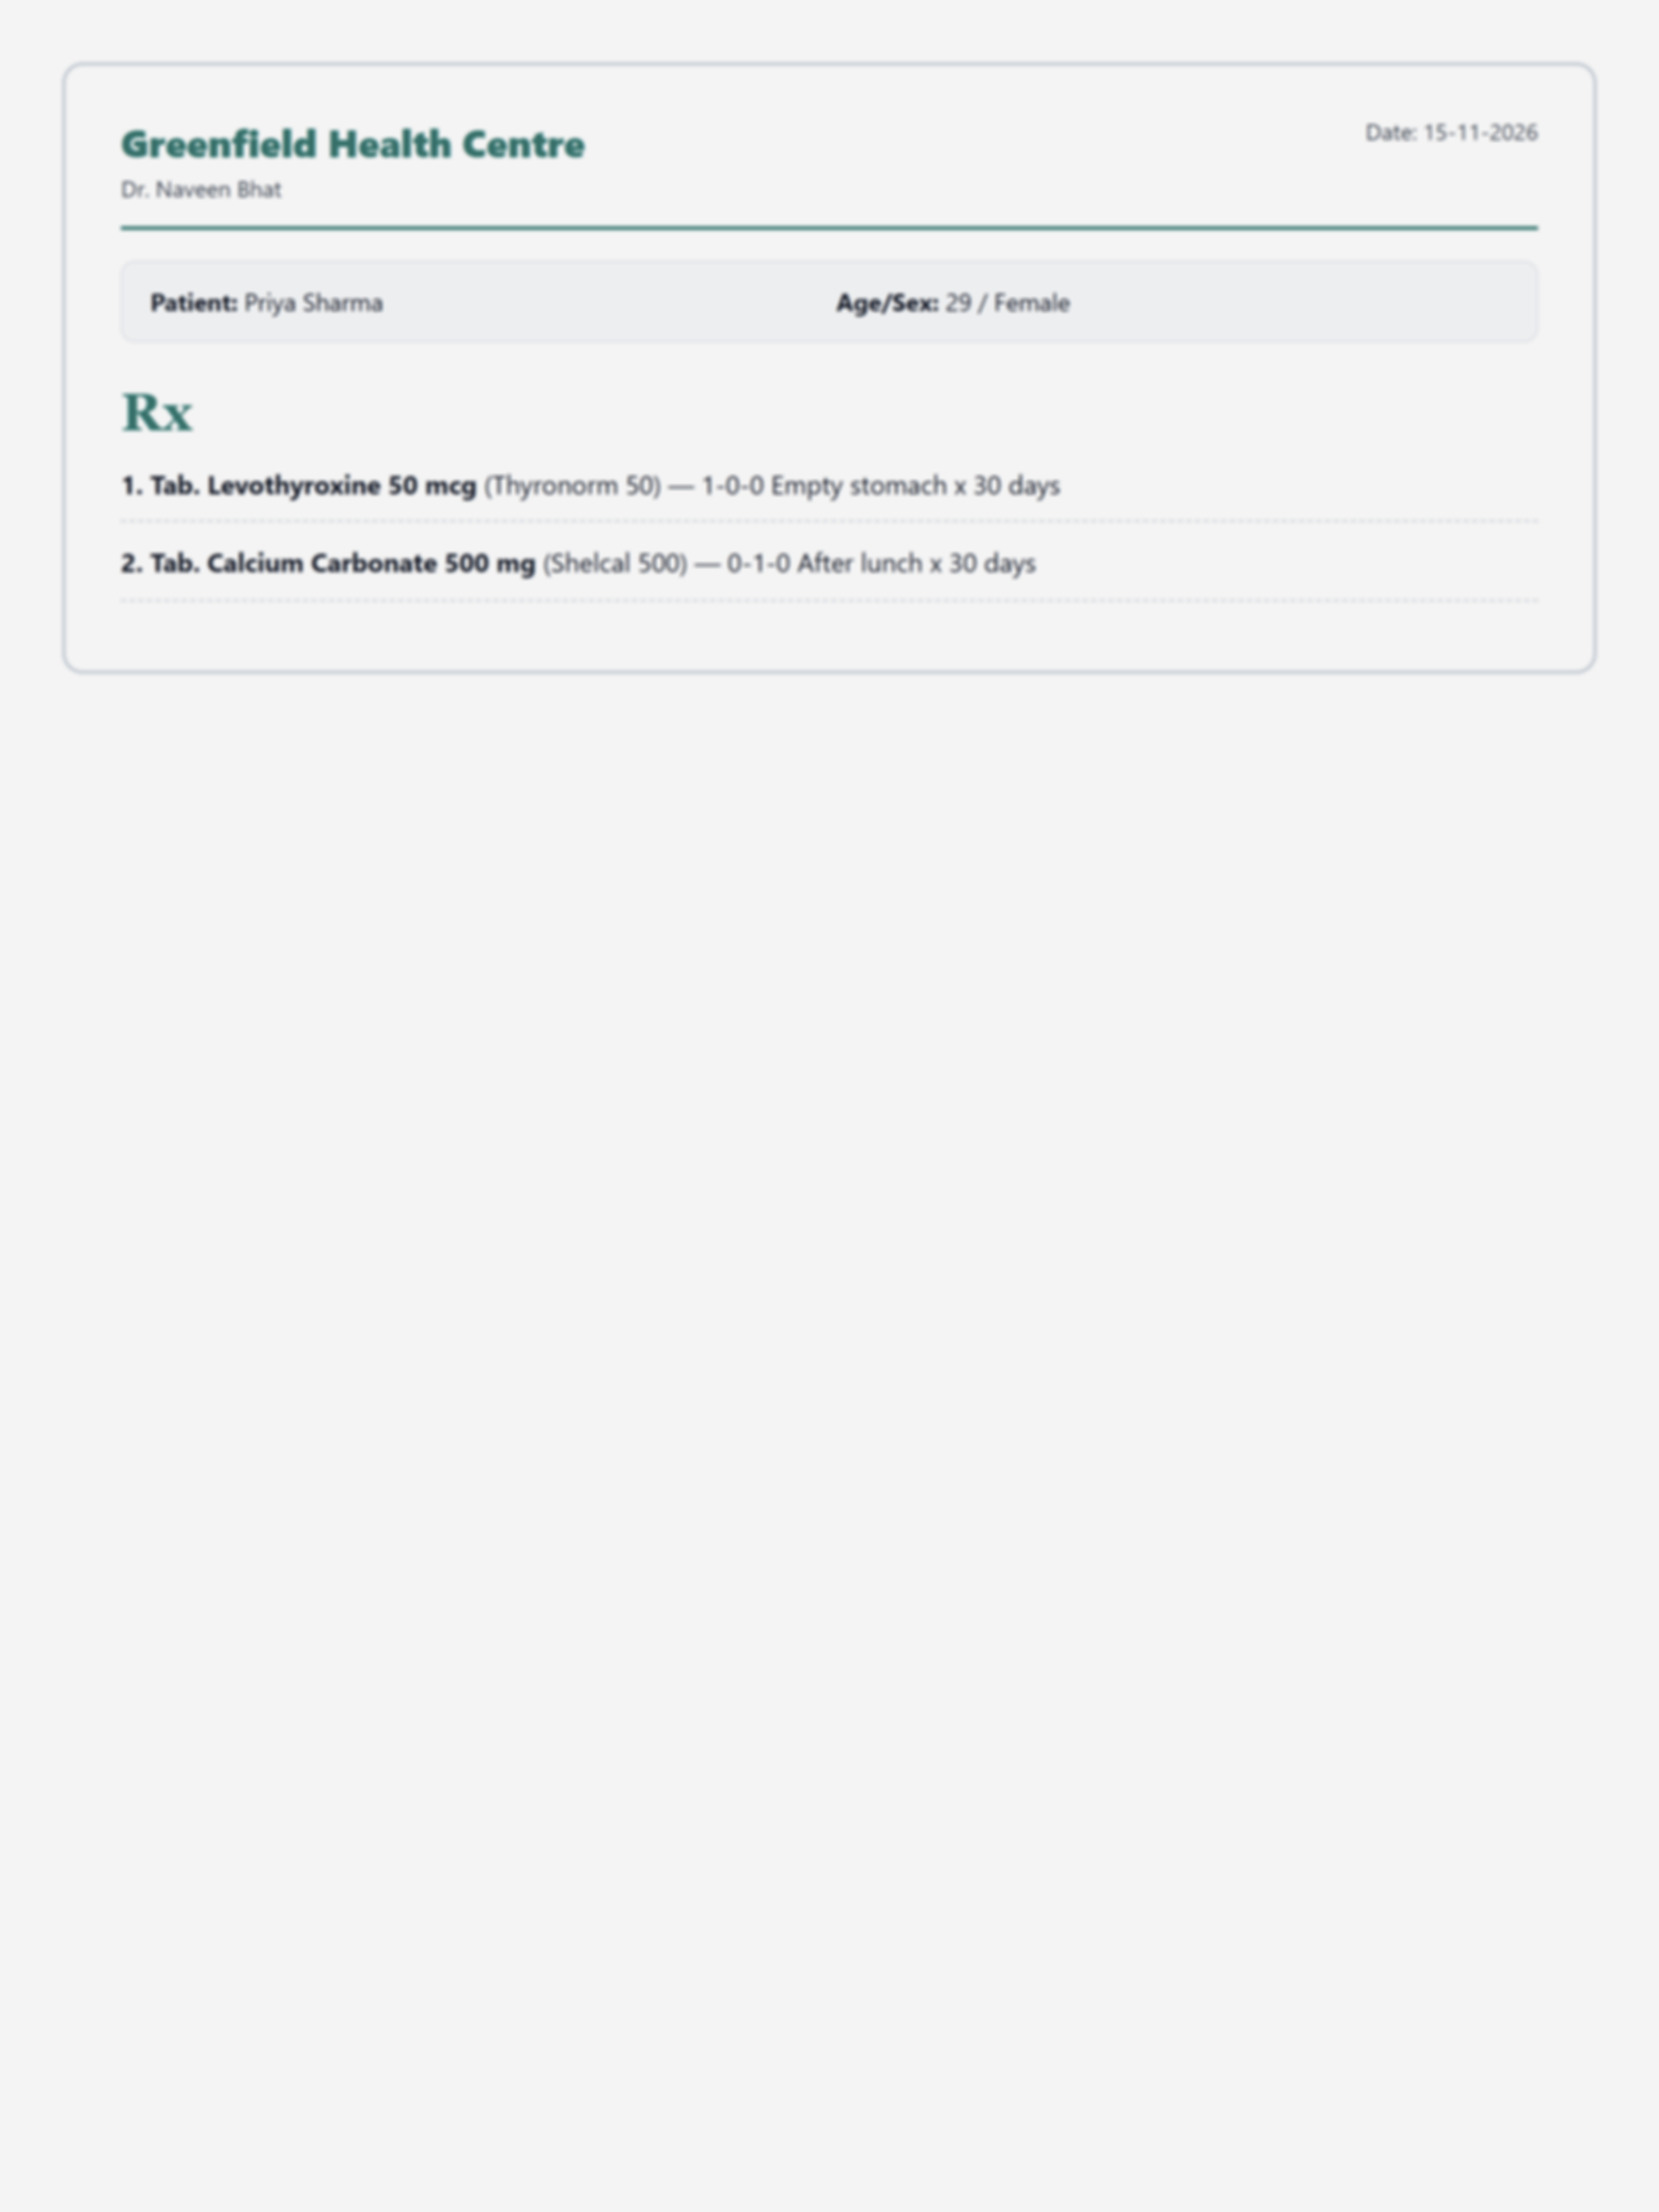 Greenfield Health Centre
Date: 15-11-2026
Dr. Naveen Bhat
Patient: Priya Sharma
Age/Sex: 29 / Female
Rx
1. Tab. Levothyroxine 50 mcg (Thyronorm 50) — 1-0-0 Empty stomach x 30 days
2. Tab. Calcium Carbonate 500 mg (Shelcal 500) — 0-1-0 After lunch x 30 days